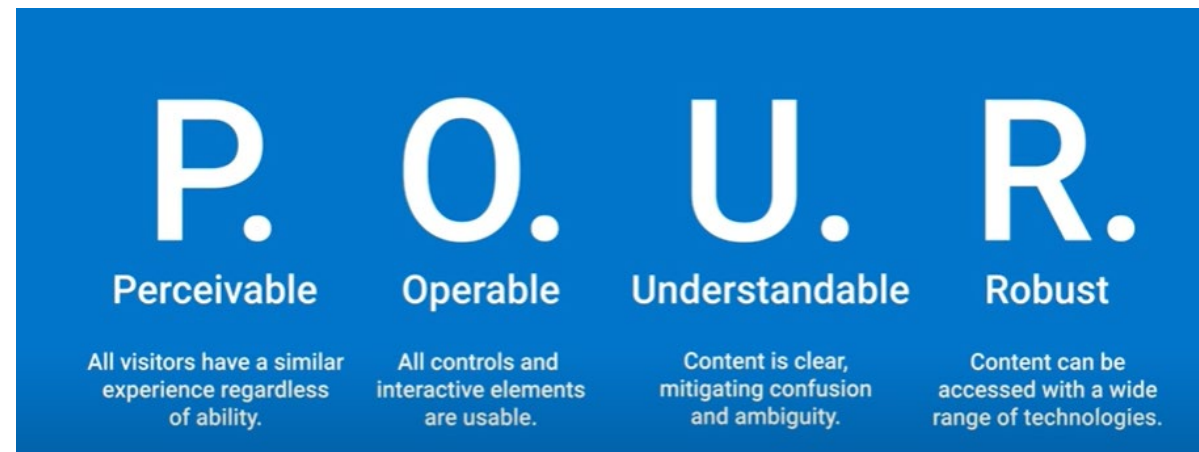 P. O. U. R.
Perceivable Operable Understandable Robust
All visitors have a similar
experience regardless
of ability.
All controls and
interactive elements
are usable.
Content is clear,
mitigating confusion
and ambiguity.
Content can be
accessed with a wide
range of technologies.